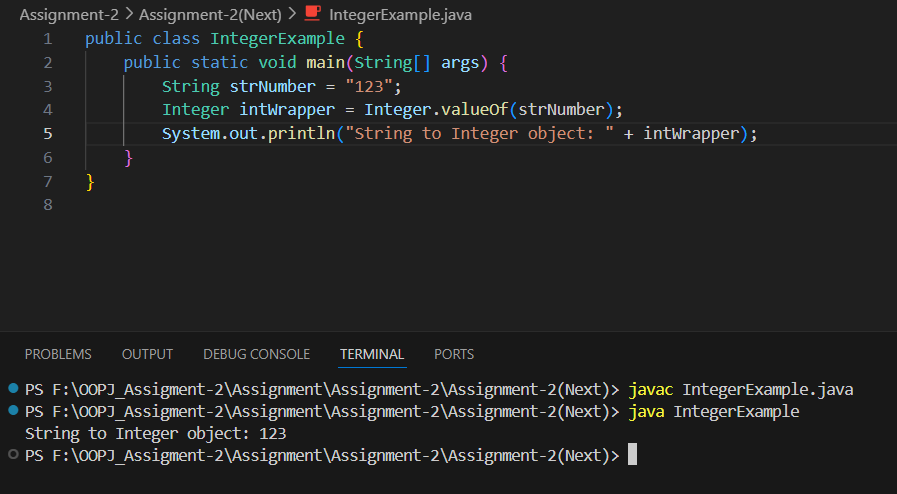 Assignment-2 > Assignment-2(Next) > IntegerExample.java
1 public class IntegerExample {
2 public static void main(String[] args) {
3 String strNumber = "123";
4 Integer intWrapper = Integer.valueOf(strNumber);
5 System.out.println("String to Integer object: " + intWrapper);
6 }
7 }
8
PROBLEMS OUTPUT DEBUG CONSOLE TERMINAL PORTS
PS F:\OOPJ_Assigment-2\Assignment\Assignment-2\Assignment-2(Next)> javac IntegerExample.java
PS F:\OOPJ_Assigment-2\Assignment\Assignment-2\Assignment-2(Next)> java IntegerExample
String to Integer object: 123
PS F:\OOPJ_Assigment-2\Assignment\Assignment-2\Assignment-2(Next)>